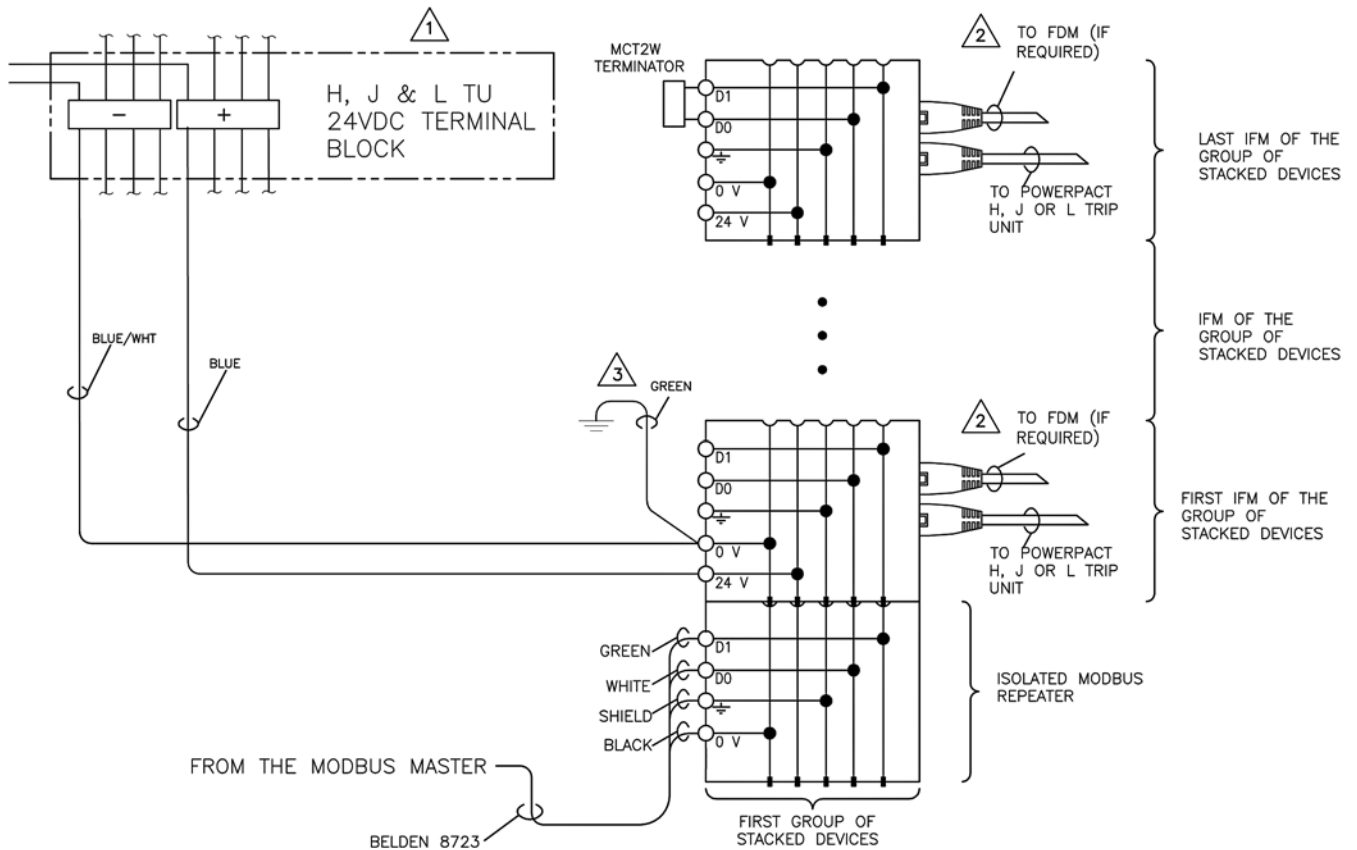 1
−
+
H, J & L TU
24VDC TERMINAL
BLOCK
BLUE/WHT
BLUE
MCT2W
TERMINATOR
D1
D0
0 V
24 V
2
TO FDM (IF
REQUIRED)
TO POWERPACT
H, J OR L TRIP
UNIT
LAST IFM OF THE
GROUP OF
STACKED DEVICES
IFM OF THE
GROUP OF
STACKED DEVICES
3
GREEN
D1
D0
0 V
24 V
2
TO FDM (IF
REQUIRED)
TO POWERPACT
H, J OR L TRIP
UNIT
FIRST IFM OF THE
GROUP OF
STACKED DEVICES
GREEN
WHITE
SHIELD
BLACK
D1
D0
0 V
ISOLATED MODBUS
REPEATER
FROM THE MODBUS MASTER
BELDEN 8723
FIRST GROUP OF
STACKED DEVICES